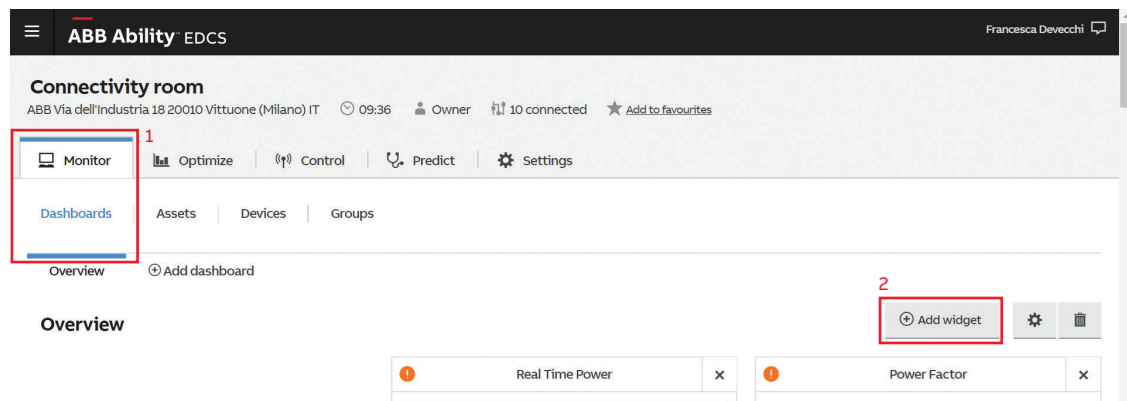 ABB Ability™ EDCS
Francesca Devecchi
Connectivity room
ABB Via dell'Industria 18 20010 Vittuone (Milano) IT 09:36 Owner 10 connected Add to favourites
1
Monitor Optimize Control Predict Settings
Dashboards Assets Devices Groups
Overview Add dashboard
2
Overview Add widget
Real Time Power × Power Factor ×